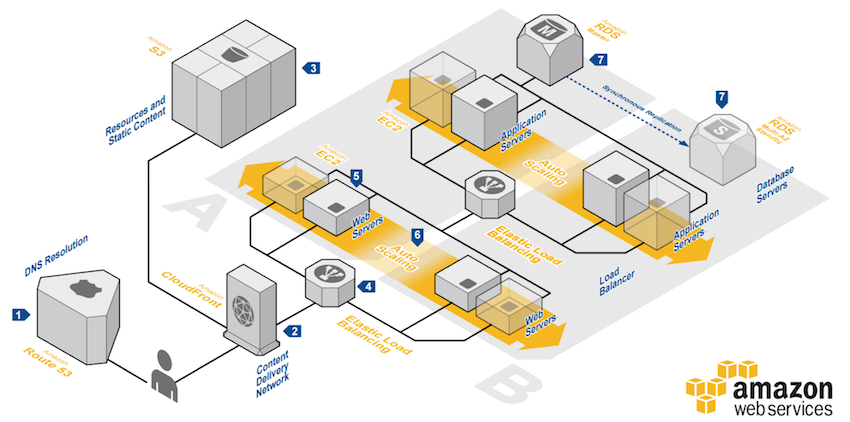 Amazon
S3
3
Resources and
Static Content
Amazon
RDS
Master
M
7
Synchronous Replication
7
Amazon
RDS
Multi-AZ
Standby
S
Database
Servers
Amazon
EC2
Application
Servers
Auto
Scaling
Application
Servers
Amazon
EC2
5
Web
Servers
6
Auto
Scaling
Elastic Load
Balancing
Load
Balancer
A
DNS Resolution
1
Amazon
Route 53
Amazon
CloudFront
2
Content
Delivery
Network
4
Elastic Load
Balancing
Web
Servers
B
amazon
web services